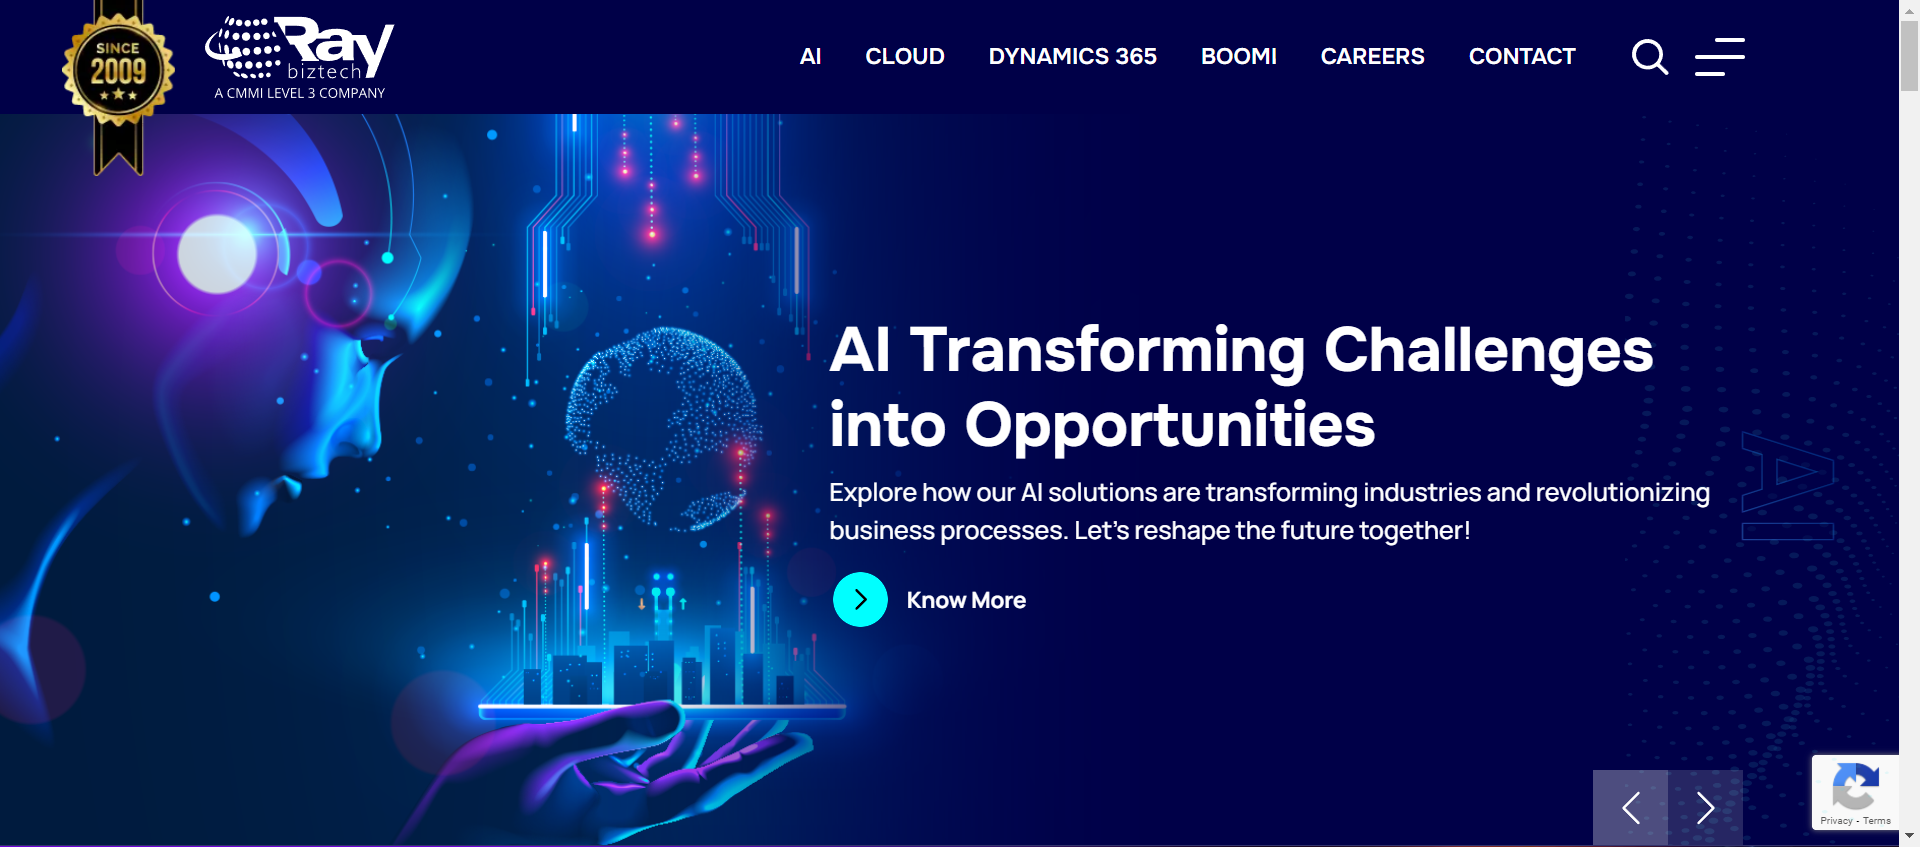 SINCE
2009
Ray
biztech
A CMMI LEVEL 3 COMPANY
AI
CLOUD
DYNAMICS 365
BOOMI
CAREERS
CONTACT
AI Transforming Challenges
into Opportunities
Explore how our AI solutions are transforming industries and revolutionizing
business processes. Let's reshape the future together!
Know More
AI
Privacy - Terms